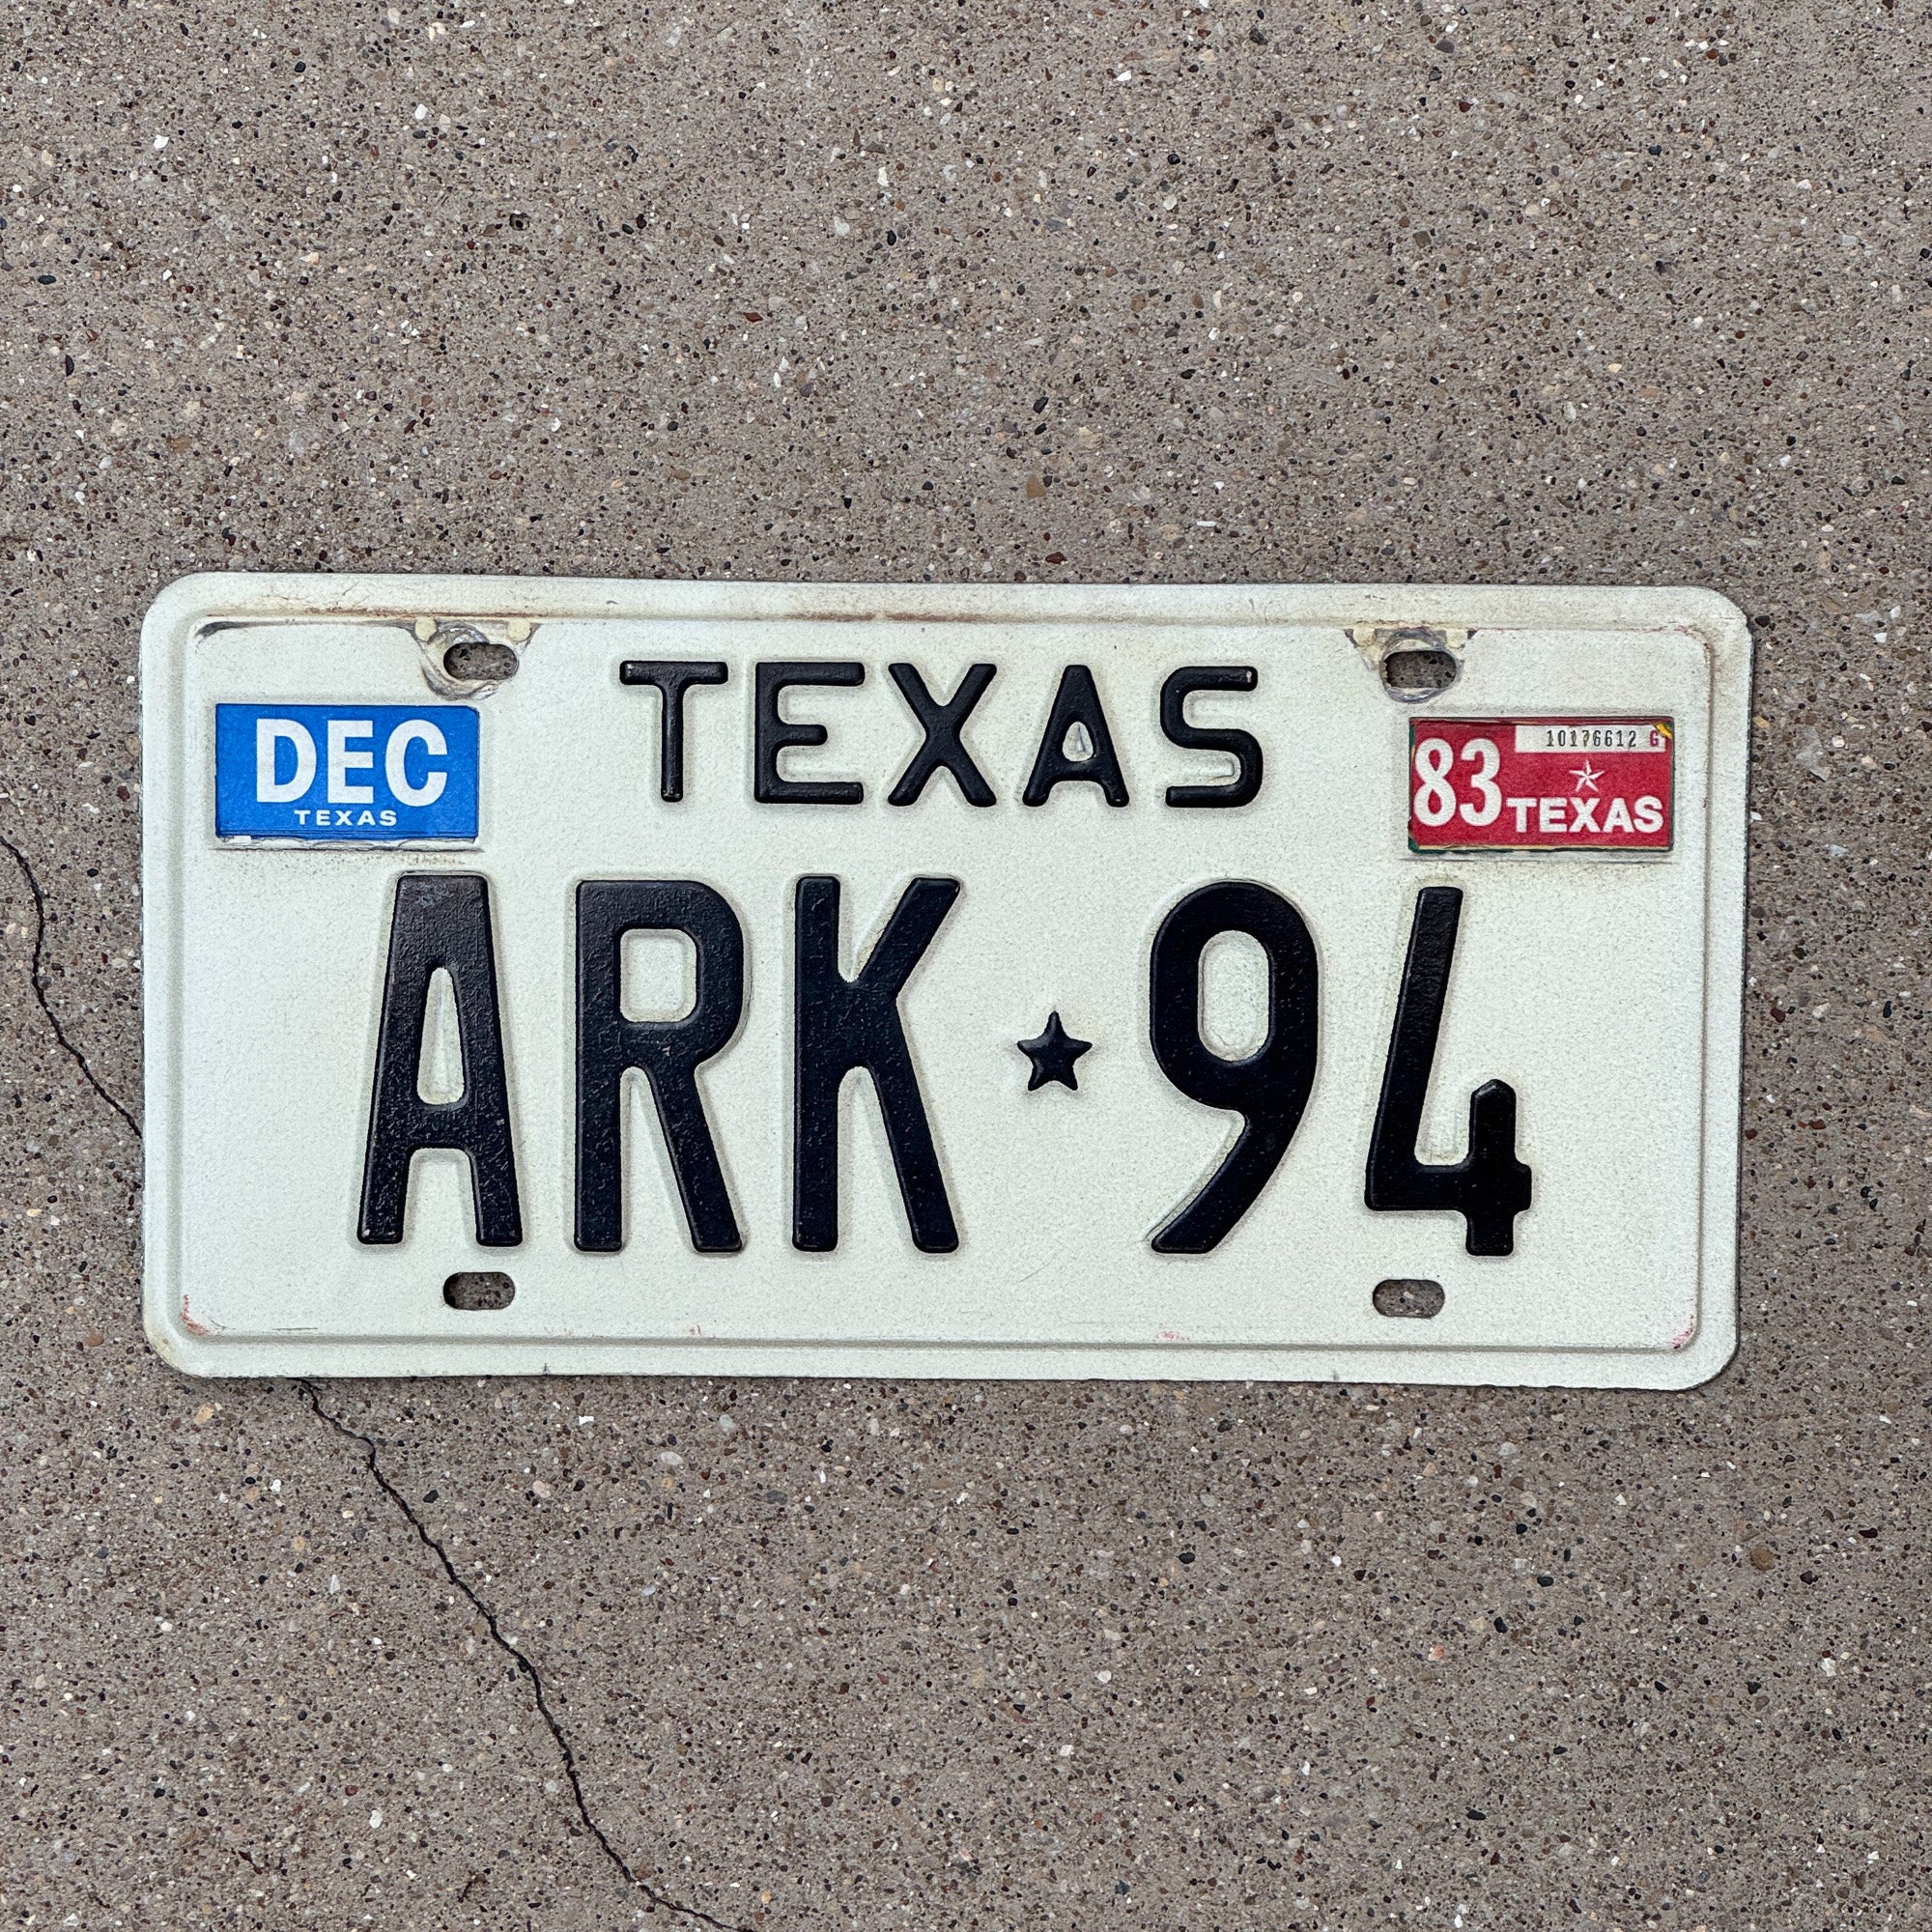 TEXAS
DEC
TEXAS
10176612 G
83 TEXAS
ARK★94